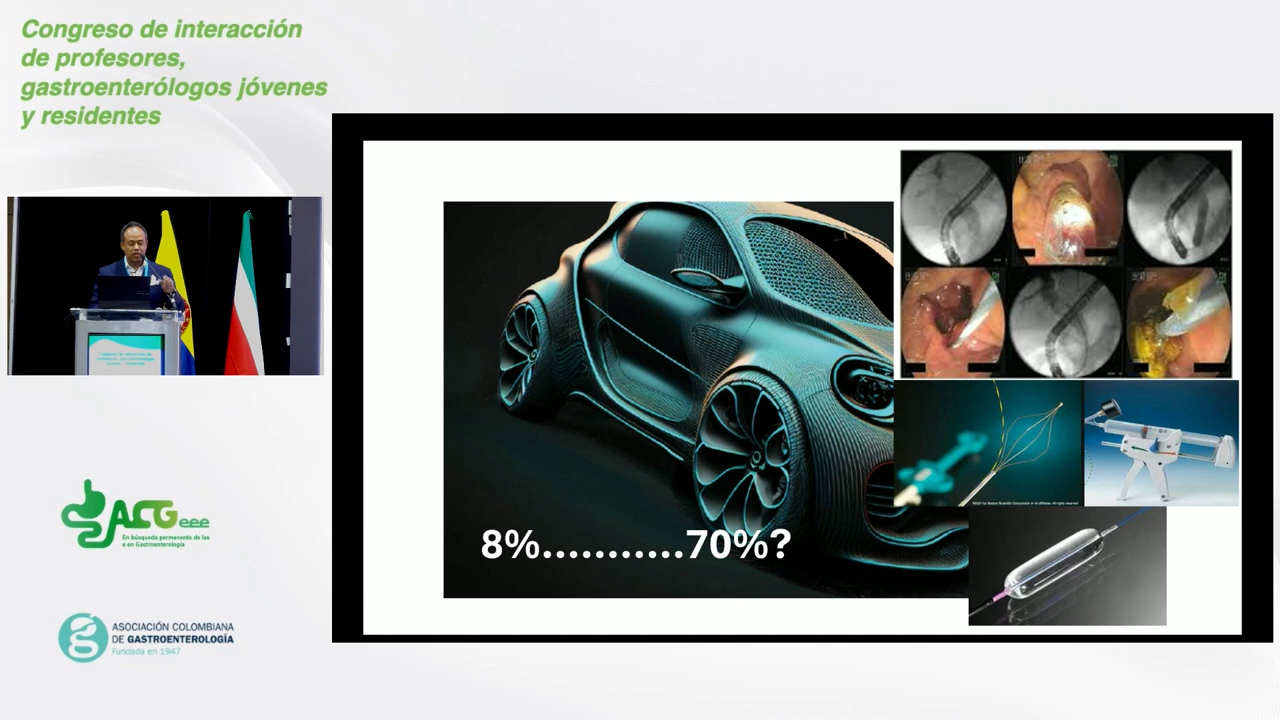 Congreso de interacción
de profesores,
gastroenterólogos jóvenes
y residentes
8%...........70%?
ACGeee
En búsqueda permanente de las
e en Gastroenterología
ASOCIACIÓN COLOMBIANA
DE GASTROENTEROLOGÍA
Fundada en 1947